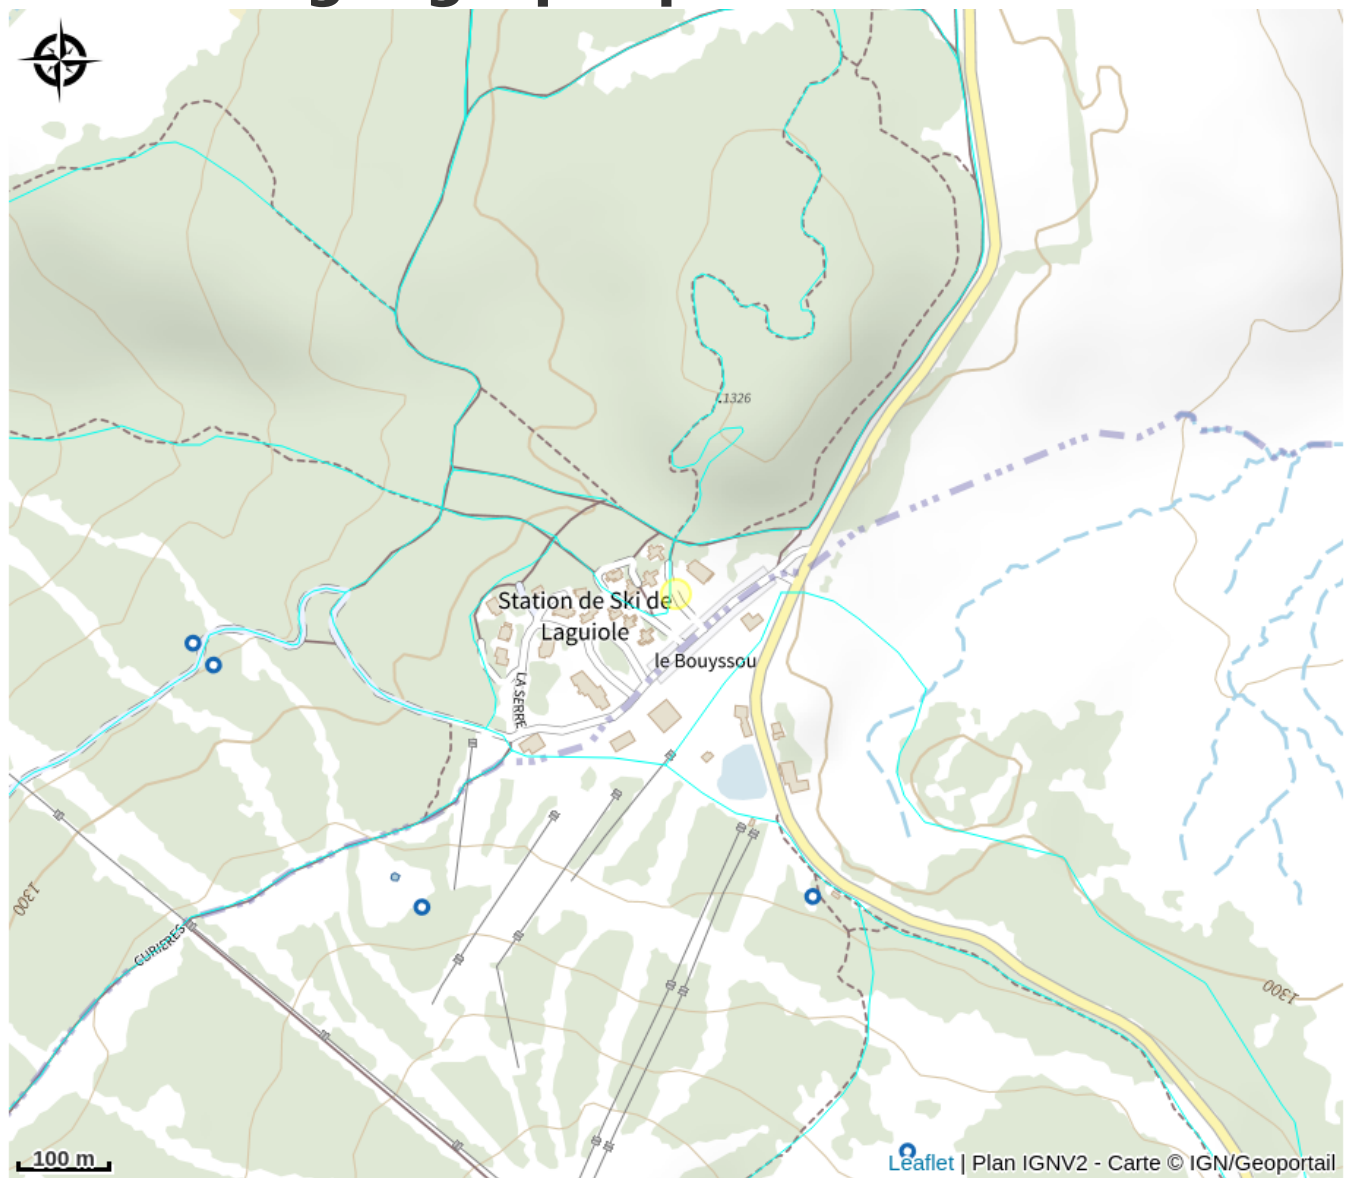 .1326
Station de Ski de
Laguiole
le Bouyssou
LA SERRE
1300
CURIERES
1300
100 m
Leaflet | Plan IGNV2 - Carte © IGN/Geoportail